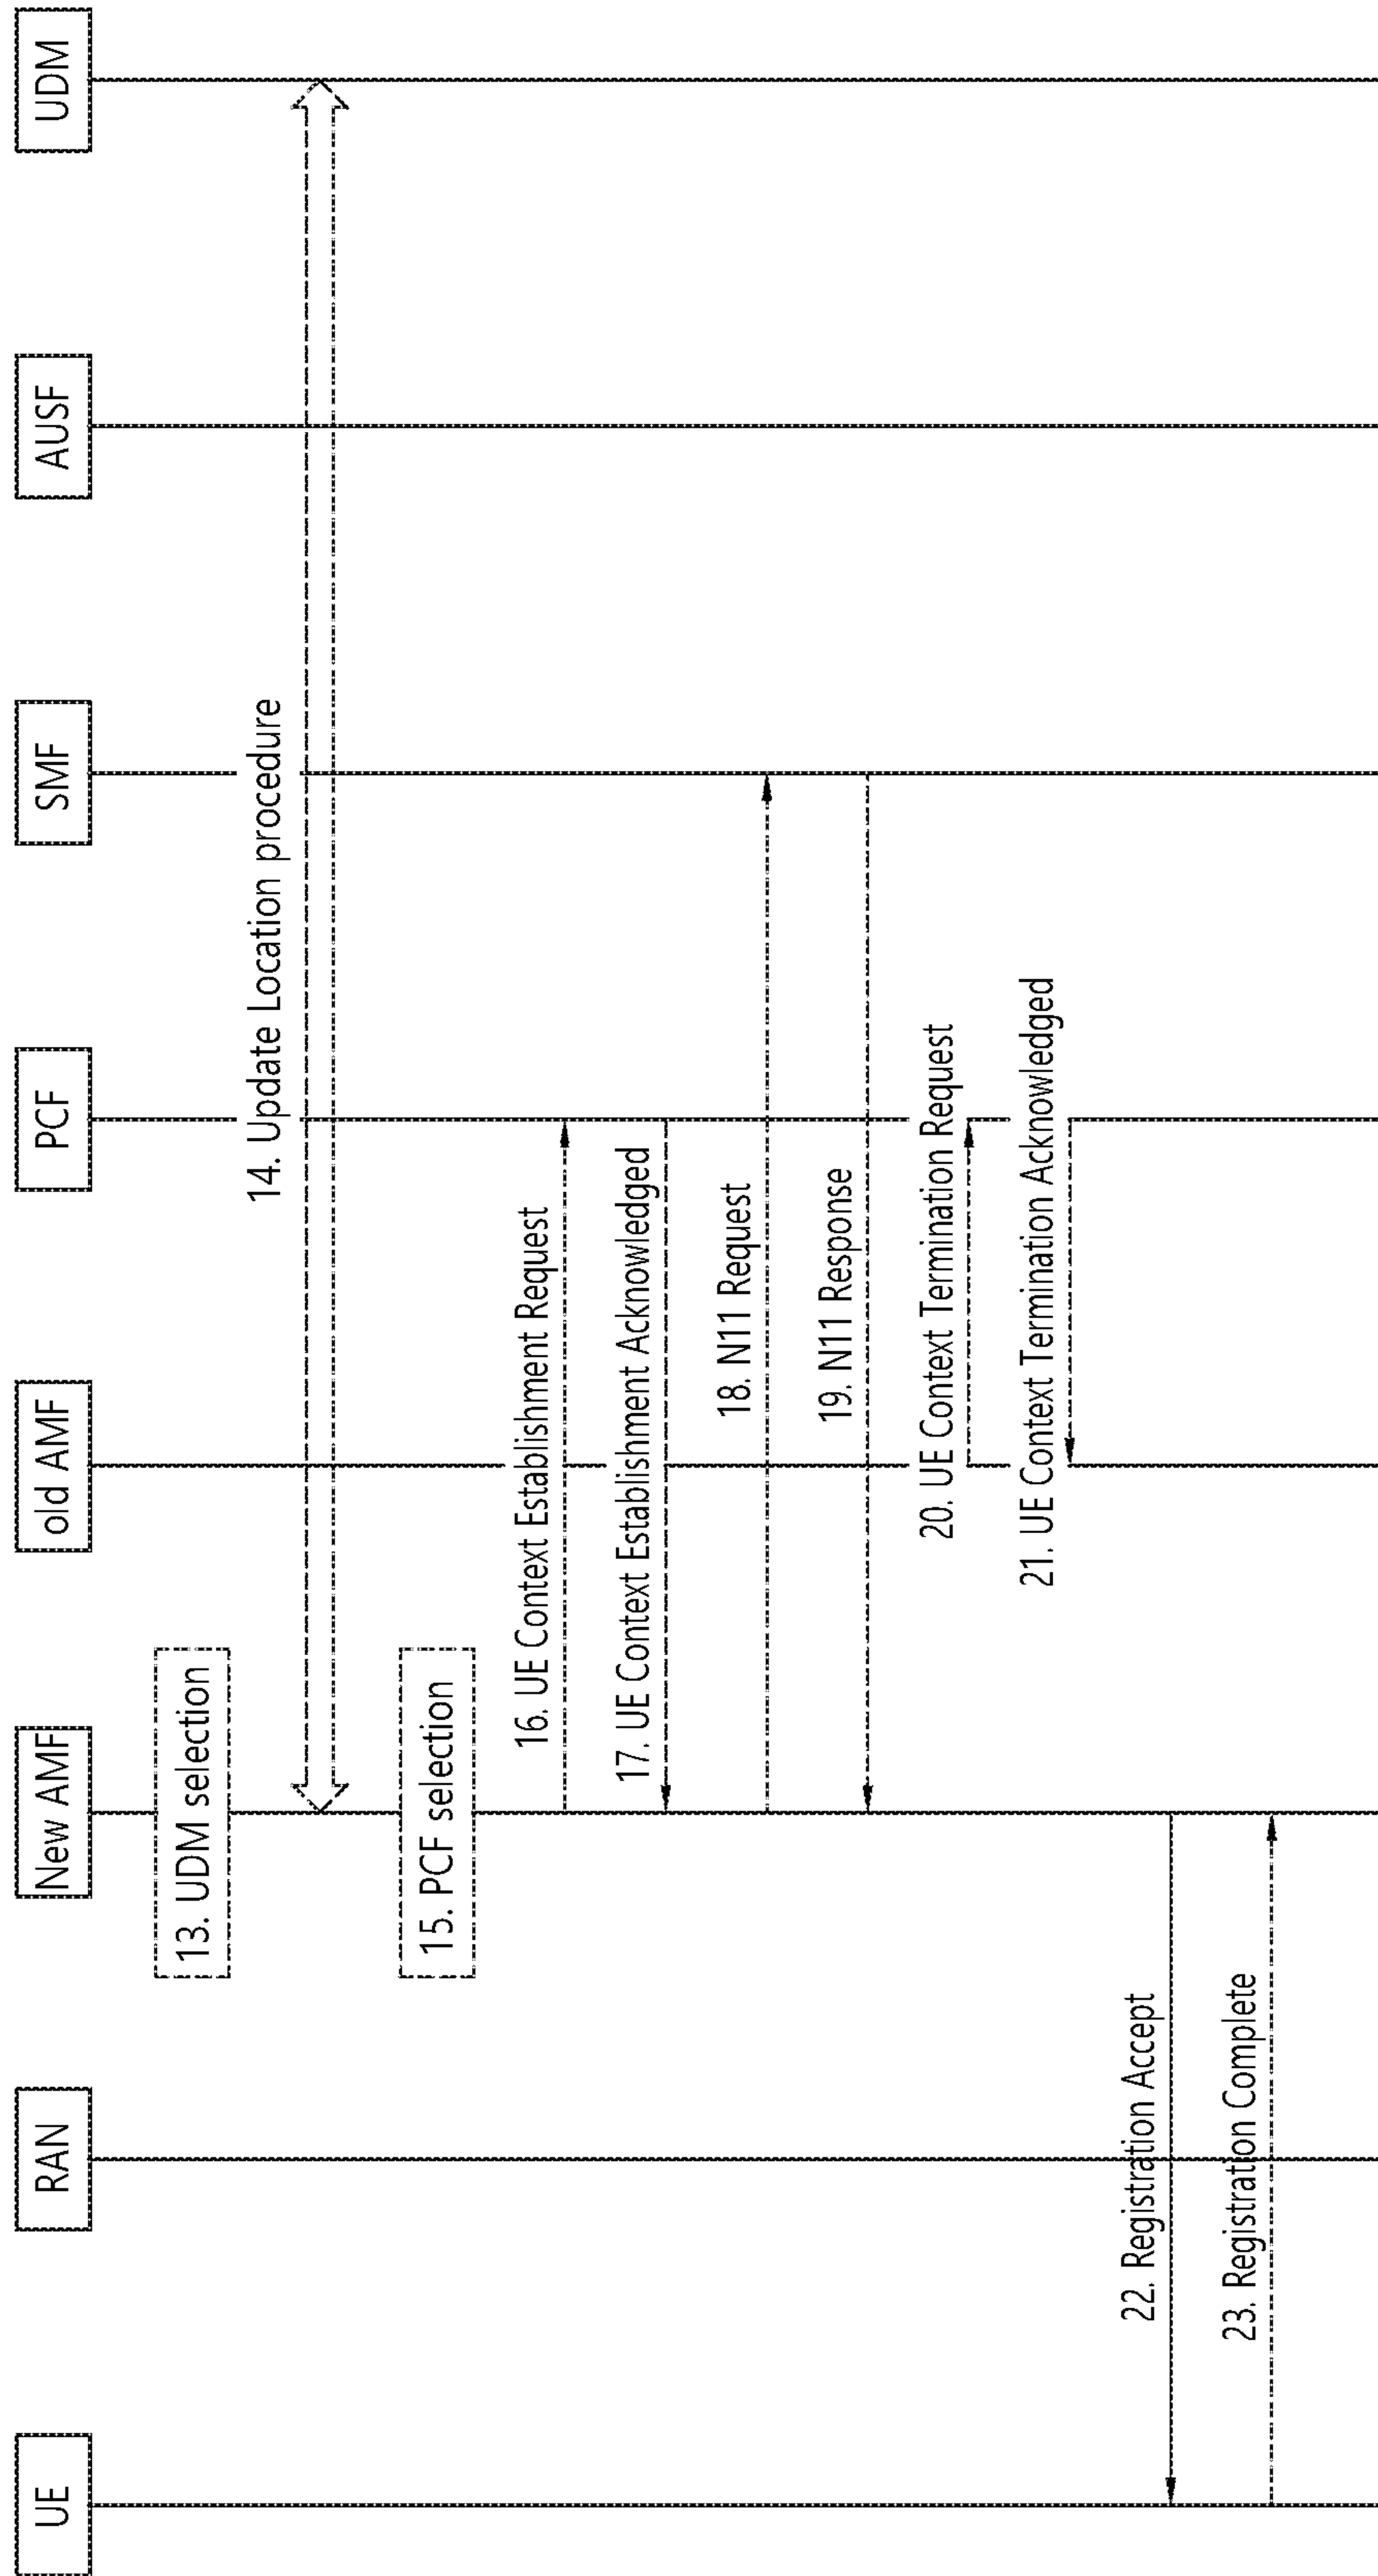 UE
RAN
New AMF
old AMF
PCF
SMF
AUSF
UDM
13. UDM selection
14. Update Location procedure
15. PCF selection
16. UE Context Establishment Request
17. UE Context Establishment Acknowledged
18. N11 Request
19. N11 Response
20. UE Context Termination Request
21. UE Context Termination Acknowledged
22. Registration Accept
23. Registration Complete